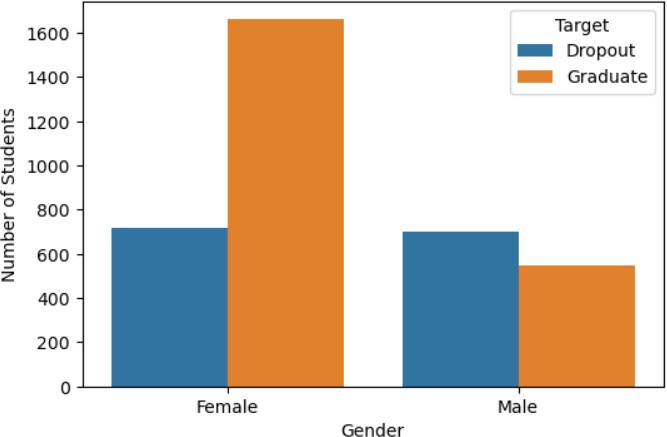 Target
Dropout
Graduate
Number of Students
1600
1400
1200
1000
800
600
400
200
0
Female
Male
Gender